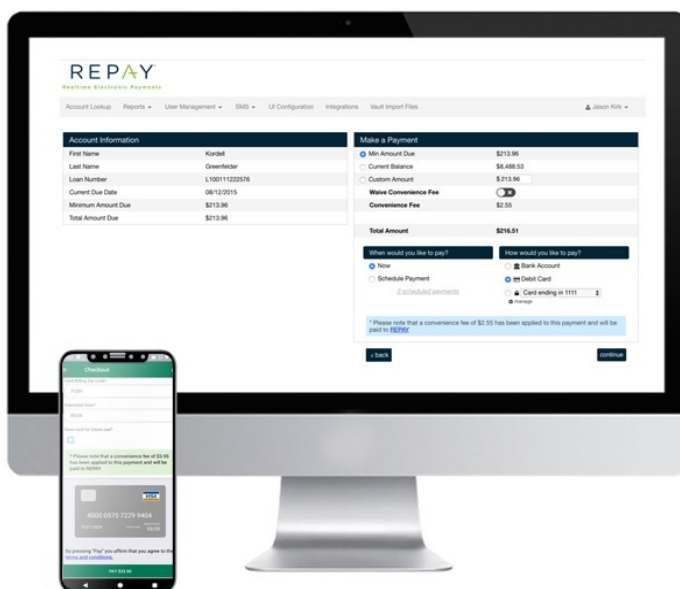 REPAY
Realtime Electronic Payments
Account Lookup Reports User Management SMS UI Configuration Integrations Vault Import Files Jason Kirk
Account Information
First Name Kordell
Last Name Greenfelder
Loan Number L100111222576
Current Due Date 08/12/2015
Minimum Amount Due $213.96
Total Amount Due $213.96
Make a Payment
Min Amount Due $213.96
Current Balance $8,488.53
Custom Amount $ 213.96
Waive Convenience Fee
Convenience Fee $2.55
Total Amount $216.51
When would you like to pay?
Now
Schedule Payment
2 scheduled payments
How would you like to pay?
Bank Account
Debit Card
Card ending in 1111
manage
* Please note that a convenience fee of $2.55 has been applied to this payment and will be
paid to REPAY
‹ back
continue
Checkout
Expiration Date*
Save card for future use?
* Please note that a convenience fee of $3.95
has been applied to this payment and will be
paid to REPAY.
VISA
4000 0575 7229 9404
By pressing "Pay" you affirm that you agree to the
terms and conditions.